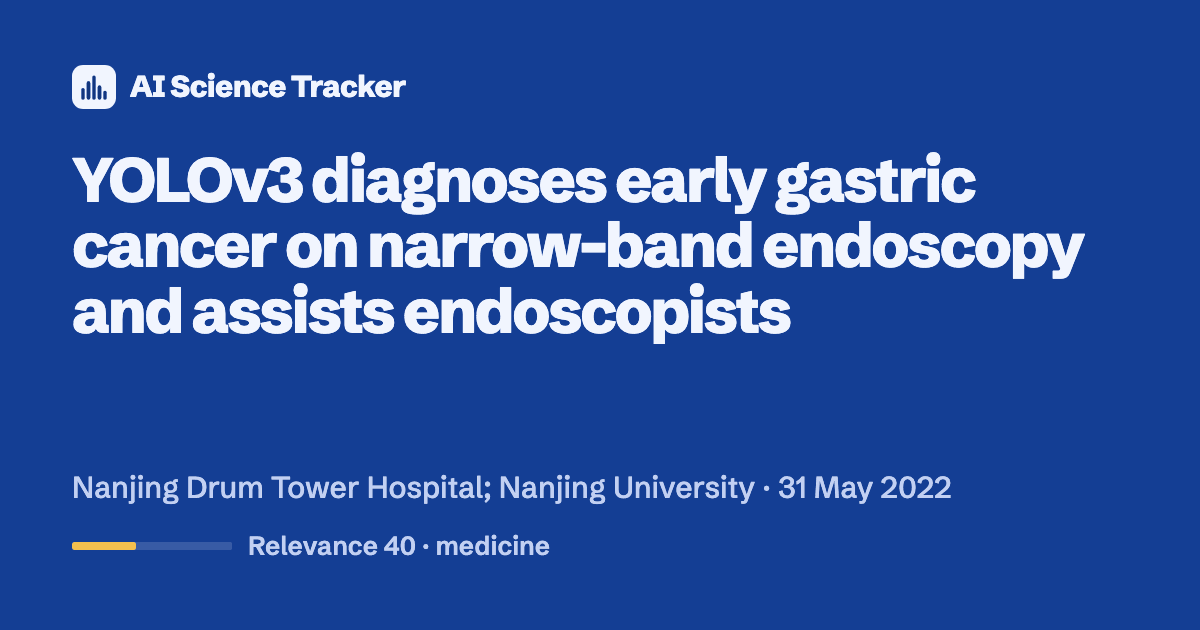 AI Science Tracker
YOLOv3 diagnoses early gastric
cancer on narrow-band endoscopy
and assists endoscopists
Nanjing Drum Tower Hospital; Nanjing University · 31 May 2022
Relevance 40 · medicine